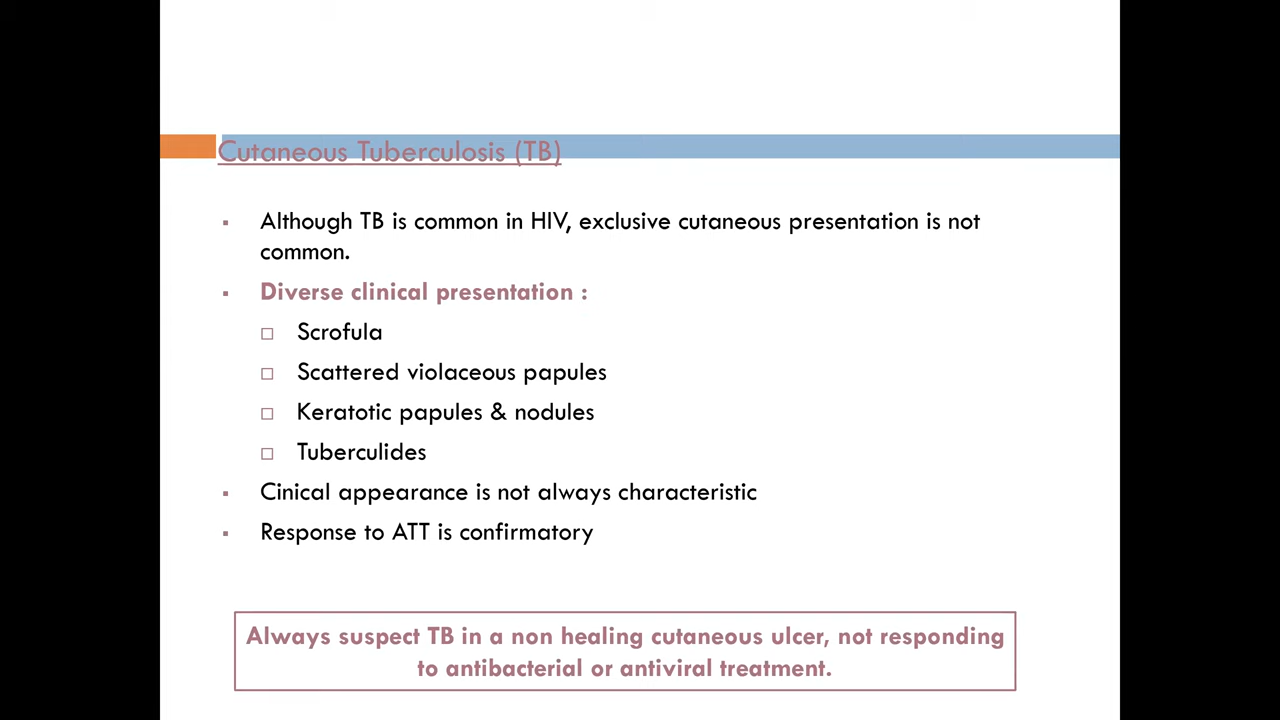 Cutaneous Tuberculosis (TB)
▪ Although TB is common in HIV, exclusive cutaneous presentation is not
common.
▪ Diverse clinical presentation :
□ Scrofula
□ Scattered violaceous papules
□ Keratotic papules & nodules
□ Tuberculides
▪ Cinical appearance is not always characteristic
▪ Response to ATT is confirmatory
Always suspect TB in a non healing cutaneous ulcer, not responding
to antibacterial or antiviral treatment.